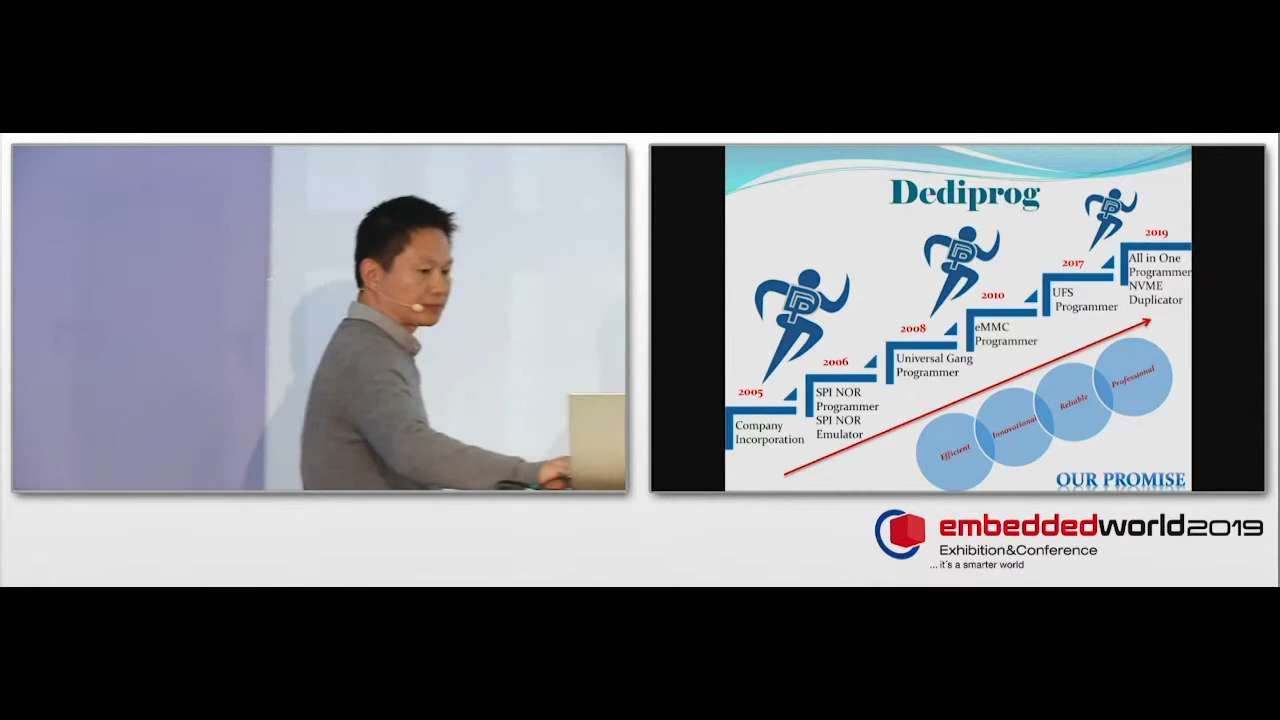 Dediprog
2005
Company
Incorporation
2006
SPI NOR
Programmer
SPI NOR
Emulator
2008
Universal Gang
Programmer
2010
eMMC
Programmer
2017
UFS
Programmer
2019
All in One
Programmer
NVME
Duplicator
Efficient
Innovational
Reliable
Professional
OUR PROMISE
embeddedworld2019
Exhibition&Conference
... it's a smarter world